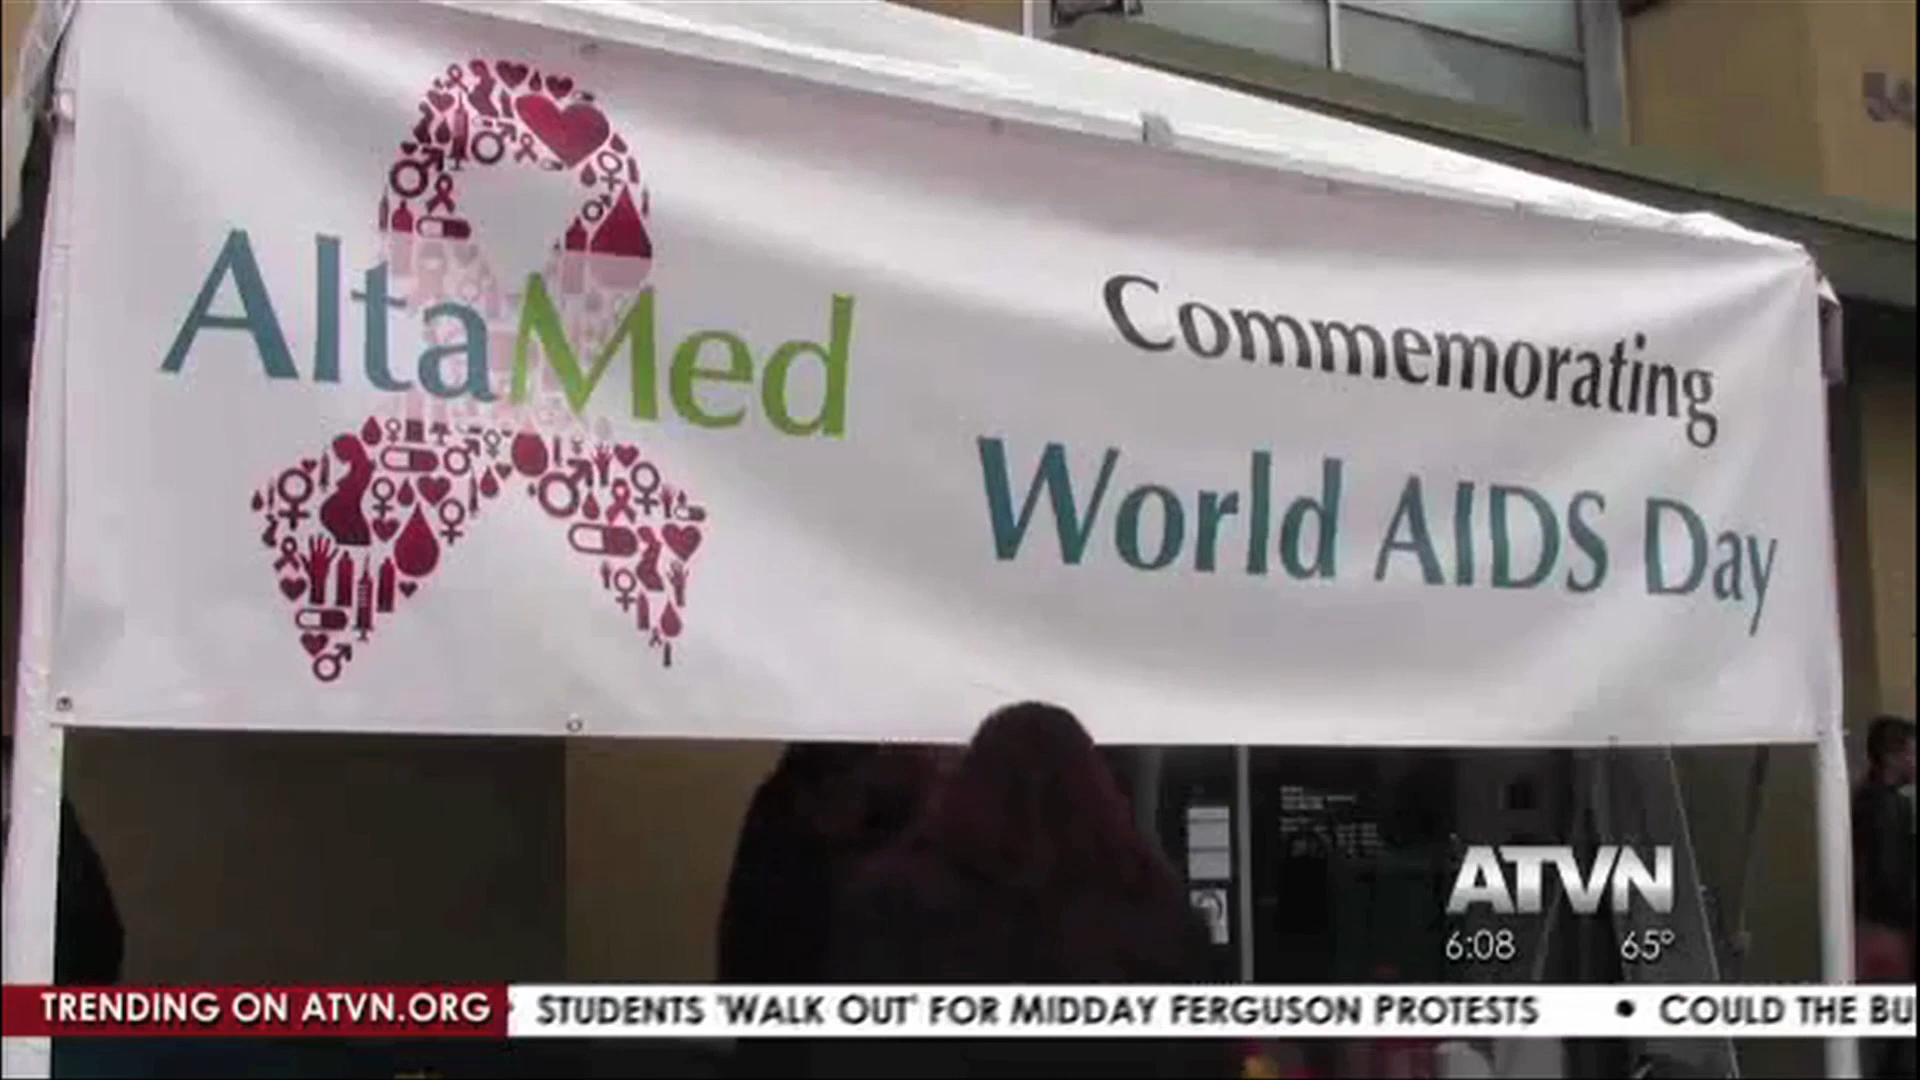 AltaMed
Commemorating
World AIDS Day
ATVN
6:08 65°
TRENDING ON ATVN.ORG STUDENTS 'WALK OUT' FOR MIDDAY FERGUSON PROTESTS • COULD THE BU